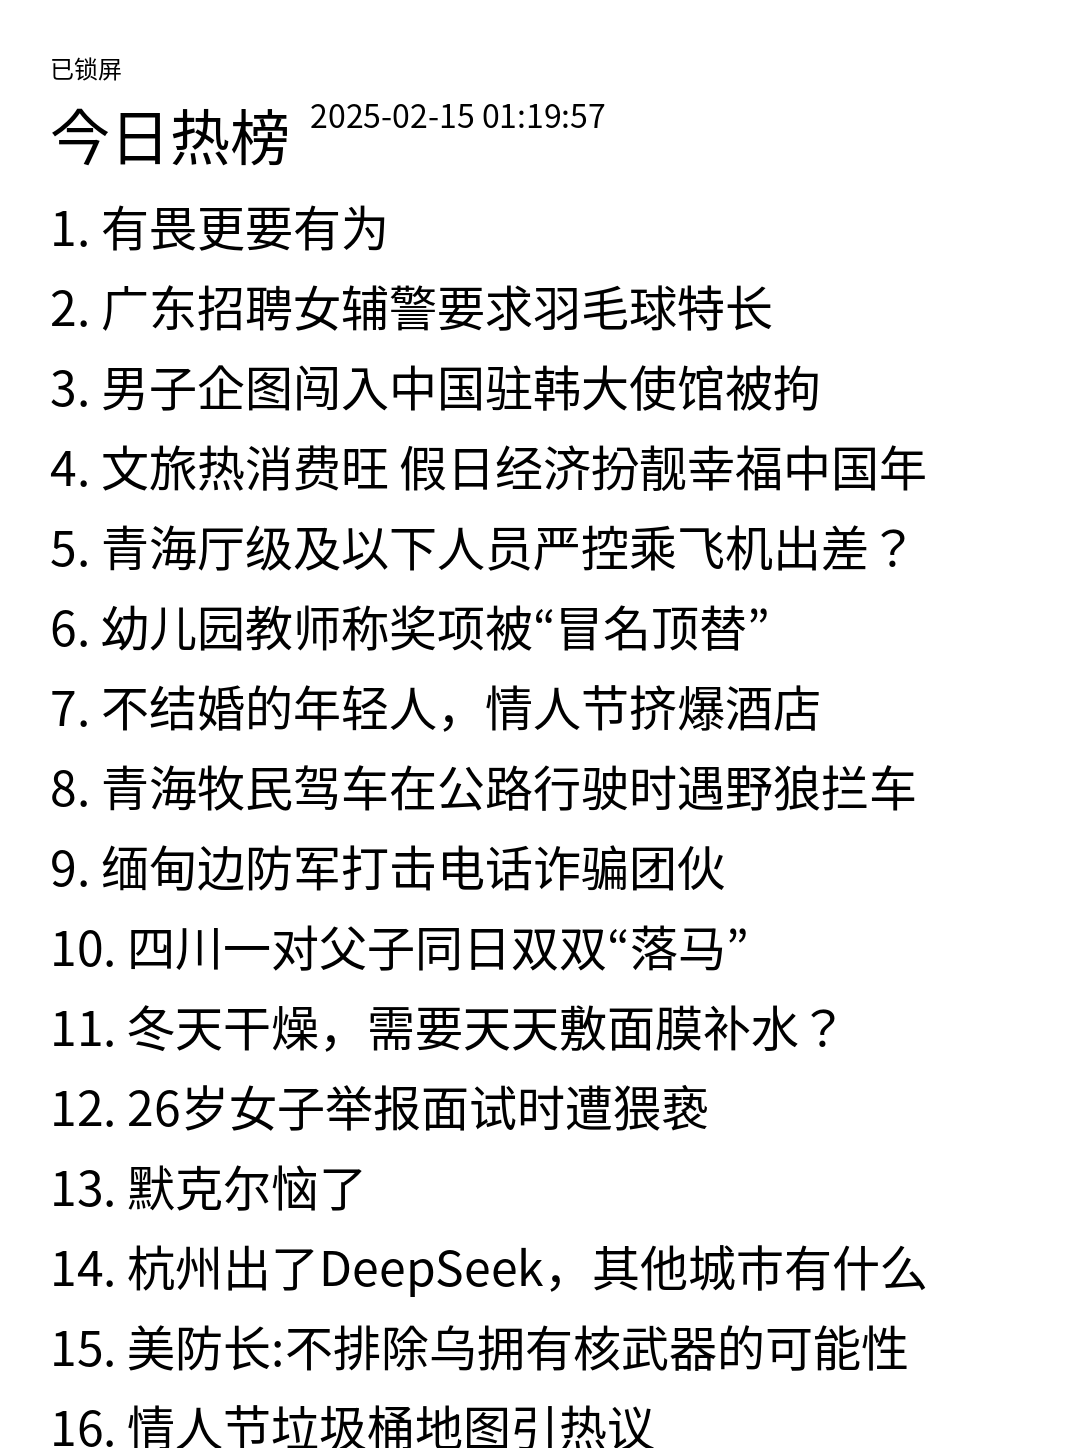 已锁屏
今日热榜 2025-02-15 01:19:57
1. 有畏更要有为
2. 广东招聘女辅警要求羽毛球特长
3. 男子企图闯入中国驻韩大使馆被拘
4. 文旅热消费旺 假日经济扮靓幸福中国年
5. 青海厅级及以下人员严控乘飞机出差？
6. 幼儿园教师称奖项被“冒名顶替”
7. 不结婚的年轻人，情人节挤爆酒店
8. 青海牧民驾车在公路行驶时遇野狼拦车
9. 缅甸边防军打击电话诈骗团伙
10. 四川一对父子同日双双“落马”
11. 冬天干燥，需要天天敷面膜补水？
12. 26岁女子举报面试时遭猥亵
13. 默克尔恼了
14. 杭州出了DeepSeek，其他城市有什么
15. 美防长:不排除乌拥有核武器的可能性
16. 情人节垃圾桶地图引热议